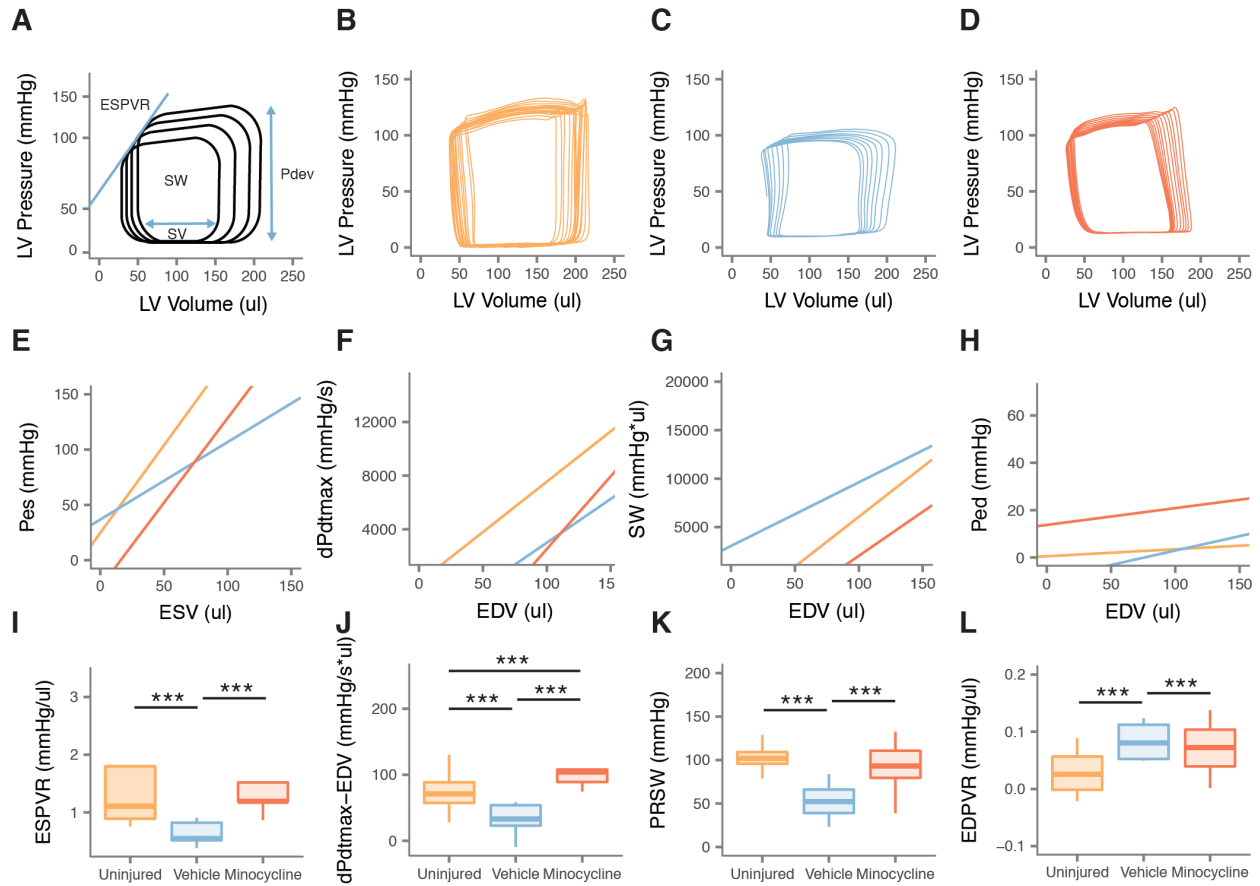 A
B
C
D
LV Pressure (mmHg)
150
100
50
0
ESPVR
SW
SV
Pdev
0 50 100 150 200 250
LV Volume (ul)
LV Pressure (mmHg)
150
100
50
0
0 50 100 150 200 250
LV Volume (ul)
LV Pressure (mmHg)
150
100
50
0
0 50 100 150 200 250
LV Volume (ul)
LV Pressure (mmHg)
150
100
50
0
0 50 100 150 200 250
LV Volume (ul)
E
F
G
H
Pes (mmHg)
150
100
50
0
0 50 100 150
ESV (ul)
dPdtmax (mmHg/s)
12000
8000
4000
0 50 100 150
EDV (ul)
SW (mmHg*ul)
20000
15000
10000
5000
0 50 100 150
EDV (ul)
Ped (mmHg)
60
40
20
0
0 50 100 150
EDV (ul)
I
J
K
L
ESPVR (mmHg/ul)
3
2
1
*** ***
Uninjured Vehicle Minocycline
dPdtmax−EDV (mmHg/s*ul)
200
100
0
***
*** ***
Uninjured Vehicle Minocycline
PRSW (mmHg)
200
150
100
50
0
*** ***
Uninjured Vehicle Minocycline
EDPVR (mmHg/ul)
0.2
0.1
0.0
−0.1
*** ***
Uninjured Vehicle Minocycline